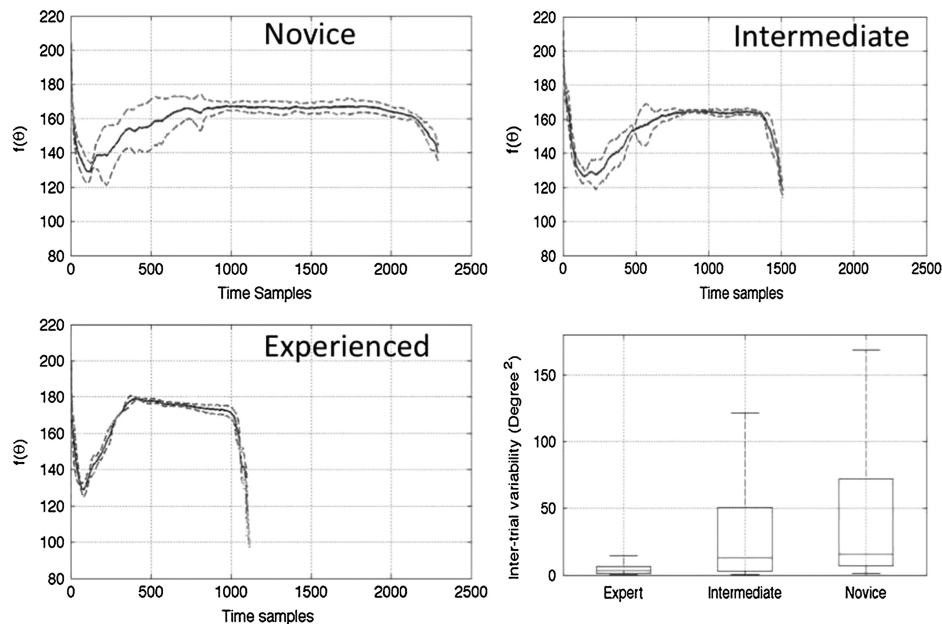 Novice
220
200
180
160
140
120
100
80
f(θ)
0 500 1000 1500 2000 2500
Time Samples
Intermediate
220
200
180
160
140
120
100
80
f(θ)
0 500 1000 1500 2000 2500
Time samples
Experienced
220
200
180
160
140
120
100
80
f(θ)
0 500 1000 1500 2000 2500
Time samples
Inter-trial variability (Degree ²)
150
100
50
0
Expert Intermediate Novice